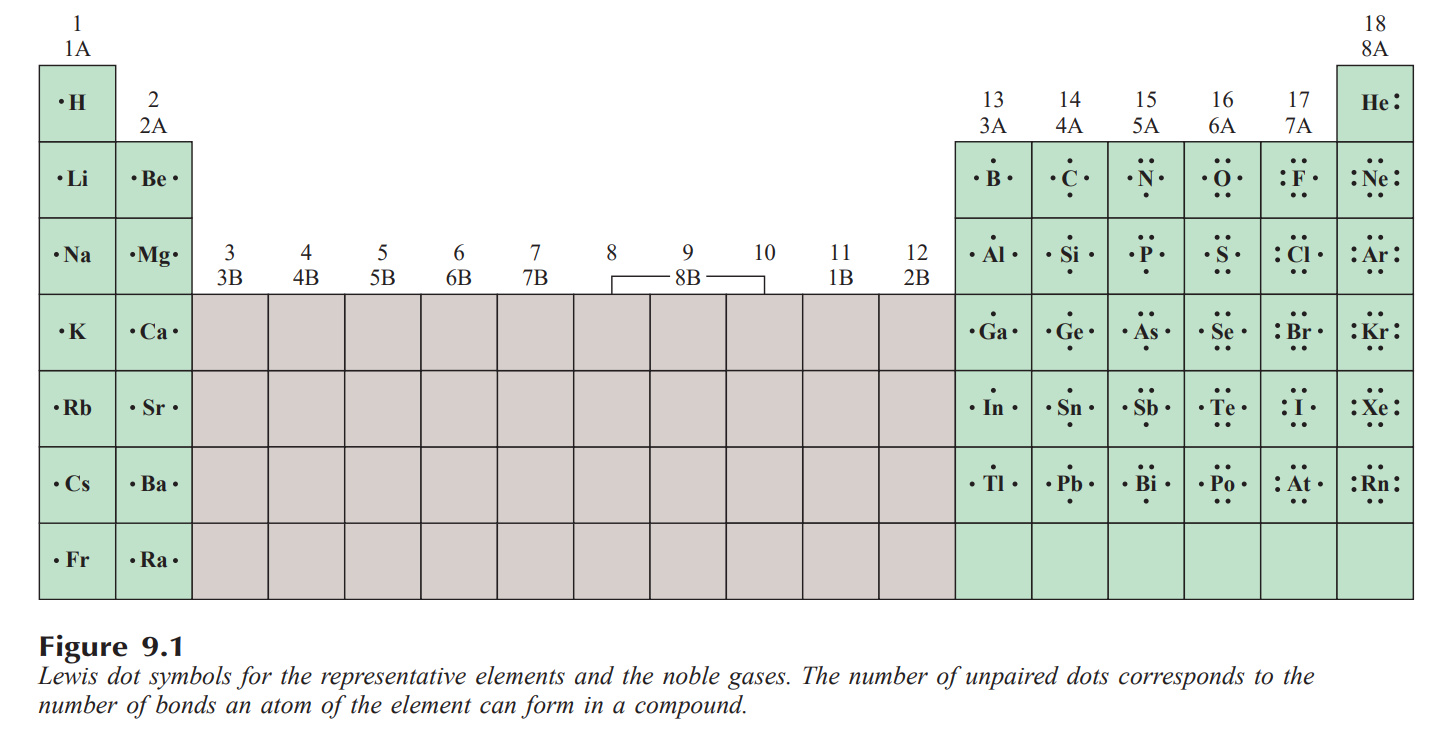 1 18
1A 8A
H 2 13 14 15 16 17 He
2A 3A 4A 5A 6A 7A
Li Be B C N O F Ne
Na Mg 3 4 5 6 7 8 9 10 11 12 Al Si P S Cl Ar
3B 4B 5B 6B 7B 8B 1B 2B
K Ca Ga Ge As Se Br Kr
Rb Sr In Sn Sb Te I Xe
Cs Ba Tl Pb Bi Po At Rn
Fr Ra
Figure 9.1
Lewis dot symbols for the representative elements and the noble gases. The number of unpaired dots corresponds to the
number of bonds an atom of the element can form in a compound.